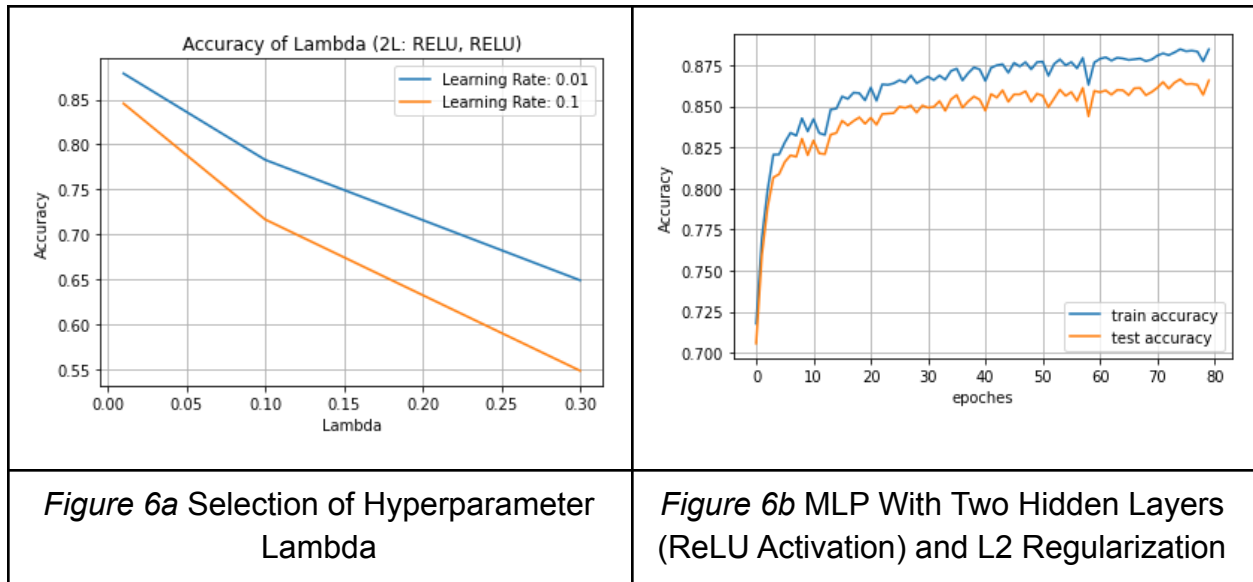 Accuracy of Lambda (2L: RELU, RELU)
Learning Rate: 0.01
Learning Rate: 0.1
Accuracy
0.85
0.80
0.75
0.70
0.65
0.60
0.55
0.00 0.05 0.10 0.15 0.20 0.25 0.30
Lambda
Accuracy
0.875
0.850
0.825
0.800
0.775
0.750
0.725
0.700
train accuracy
test accuracy
0 10 20 30 40 50 60 70 80
epoches
Figure 6a Selection of Hyperparameter
Lambda
Figure 6b MLP With Two Hidden Layers
(ReLU Activation) and L2 Regularization